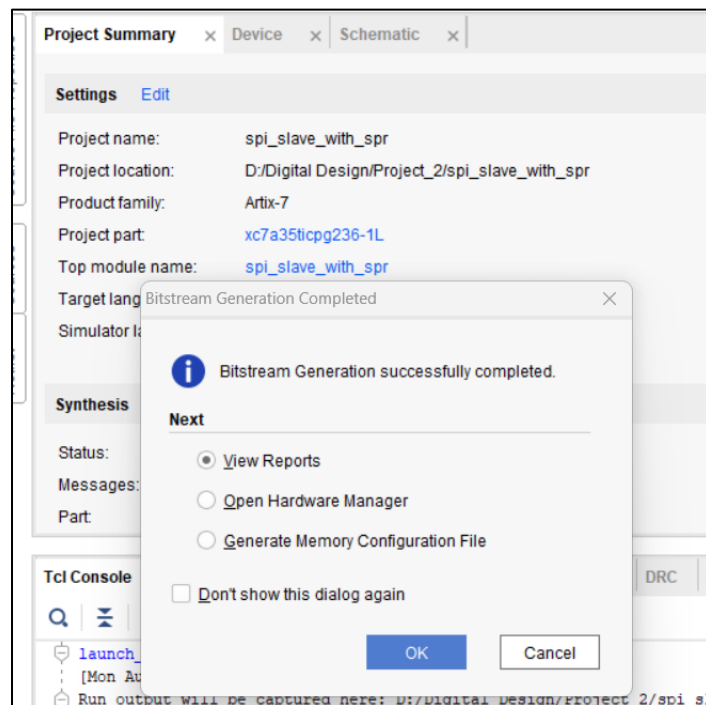 Project Summary × Device × Schematic ×
Settings Edit
Project name: spi_slave_with_spr
Project location: D:/Digital Design/Project_2/spi_slave_with_spr
Product family: Artix-7
Project part: xc7a35ticpg236-1L
Top module name: spi_slave_with_spr
Target lang
Simulator la
Bitstream Generation Completed
Bitstream Generation successfully completed.
Next
View Reports
Open Hardware Manager
Generate Memory Configuration File
Don't show this dialog again
OK Cancel
Synthesis
Status:
Messages:
Part:
Tcl Console DRC
launch_
[Mon Au
Run output will be captured here: D:/Digital Design/Project_2/spi_sl